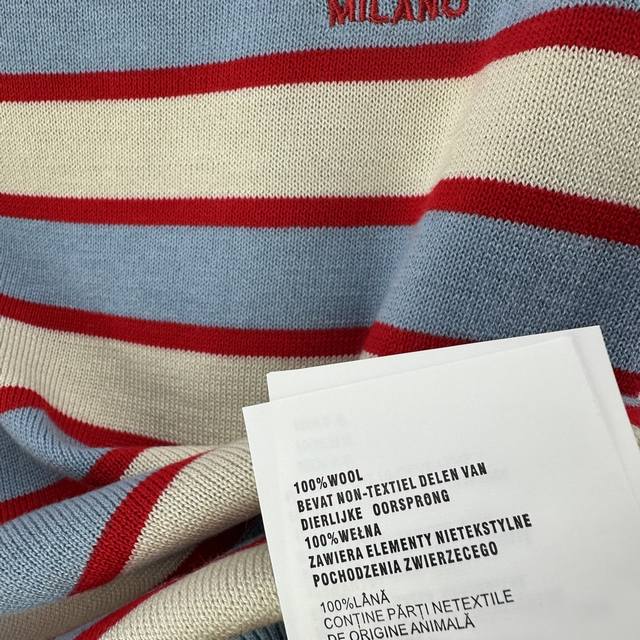 MILANO
100%WOOL
BEVAT NON-TEXTIEL DELEN VAN
DIERLIJKE OORSPRØNG
100%WEŁNA
ZAWIERA ELEMENTY NIETEKSTYLNE
POCHODZENIA ZWIERZECEGO
100%LÂNĂ
CONȚINE PĂRȚI NETEXTILE
DE ORIGINE ANIMALĂ